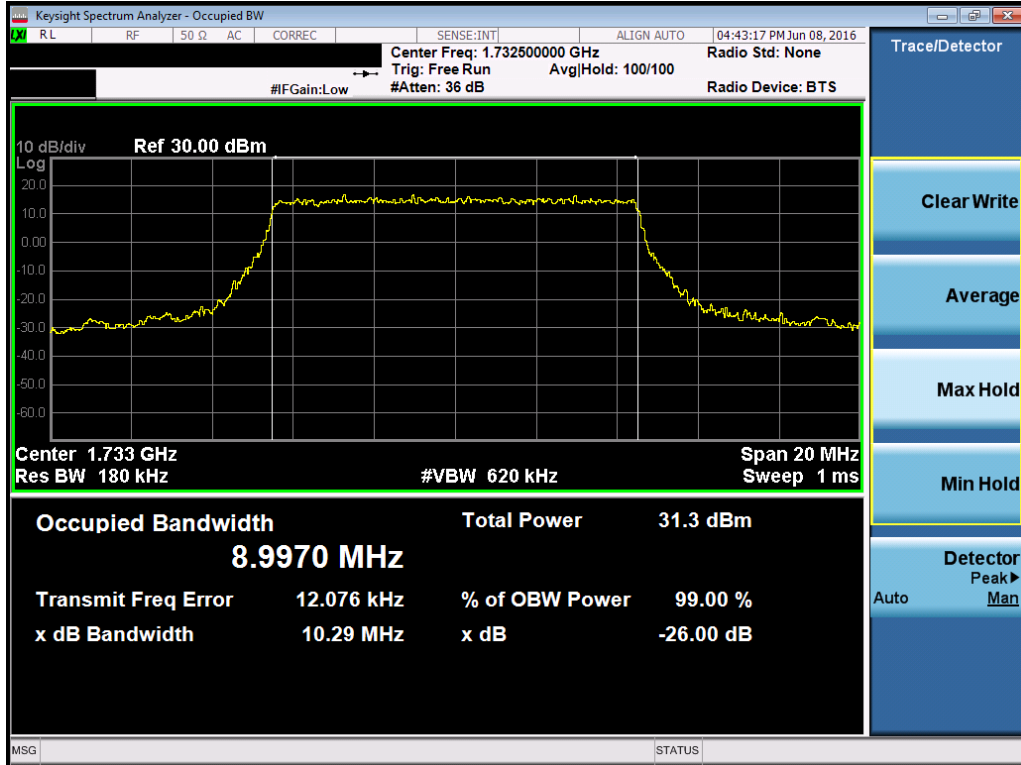 Keysight Spectrum Analyzer - Occupied BW
LXI RL RF 50 Ω AC CORREC SENSE:INT ALIGN AUTO 04:43:17 PM Jun 08, 2016
Center Freq: 1.732500000 GHz Radio Std: None
Trig: Free Run Avg|Hold: 100/100
#IFGain:Low #Atten: 36 dB Radio Device: BTS
10 dB/div Ref 30.00 dBm
Log
20.0
10.0
0.00
-10.0
-20.0
-30.0
-40.0
-50.0
-60.0
Center 1.733 GHz Span 20 MHz
Res BW 180 kHz #VBW 620 kHz Sweep 1 ms
Occupied Bandwidth Total Power 31.3 dBm
8.9970 MHz
Transmit Freq Error 12.076 kHz % of OBW Power 99.00 %
x dB Bandwidth 10.29 MHz x dB -26.00 dB
Trace/Detector
Clear Write
Average
Max Hold
Min Hold
Detector
Peak▶
Auto Man
MSG STATUS